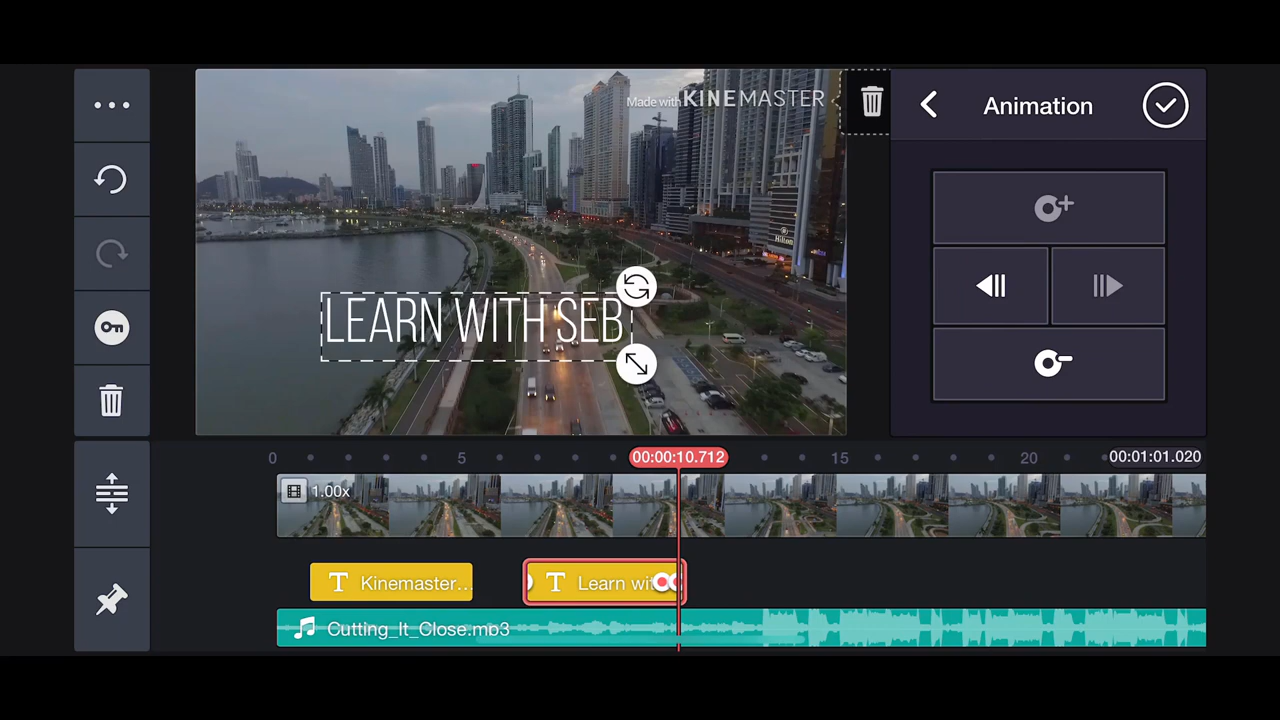 Made with KINEMASTER
Animation
Hilton
LEARN WITH SEB
0
5
00:00:10.712
15
20
00:01:01.020
1.00x
Kinemaster...
Learn wit
Cutting_It_Close.mp3